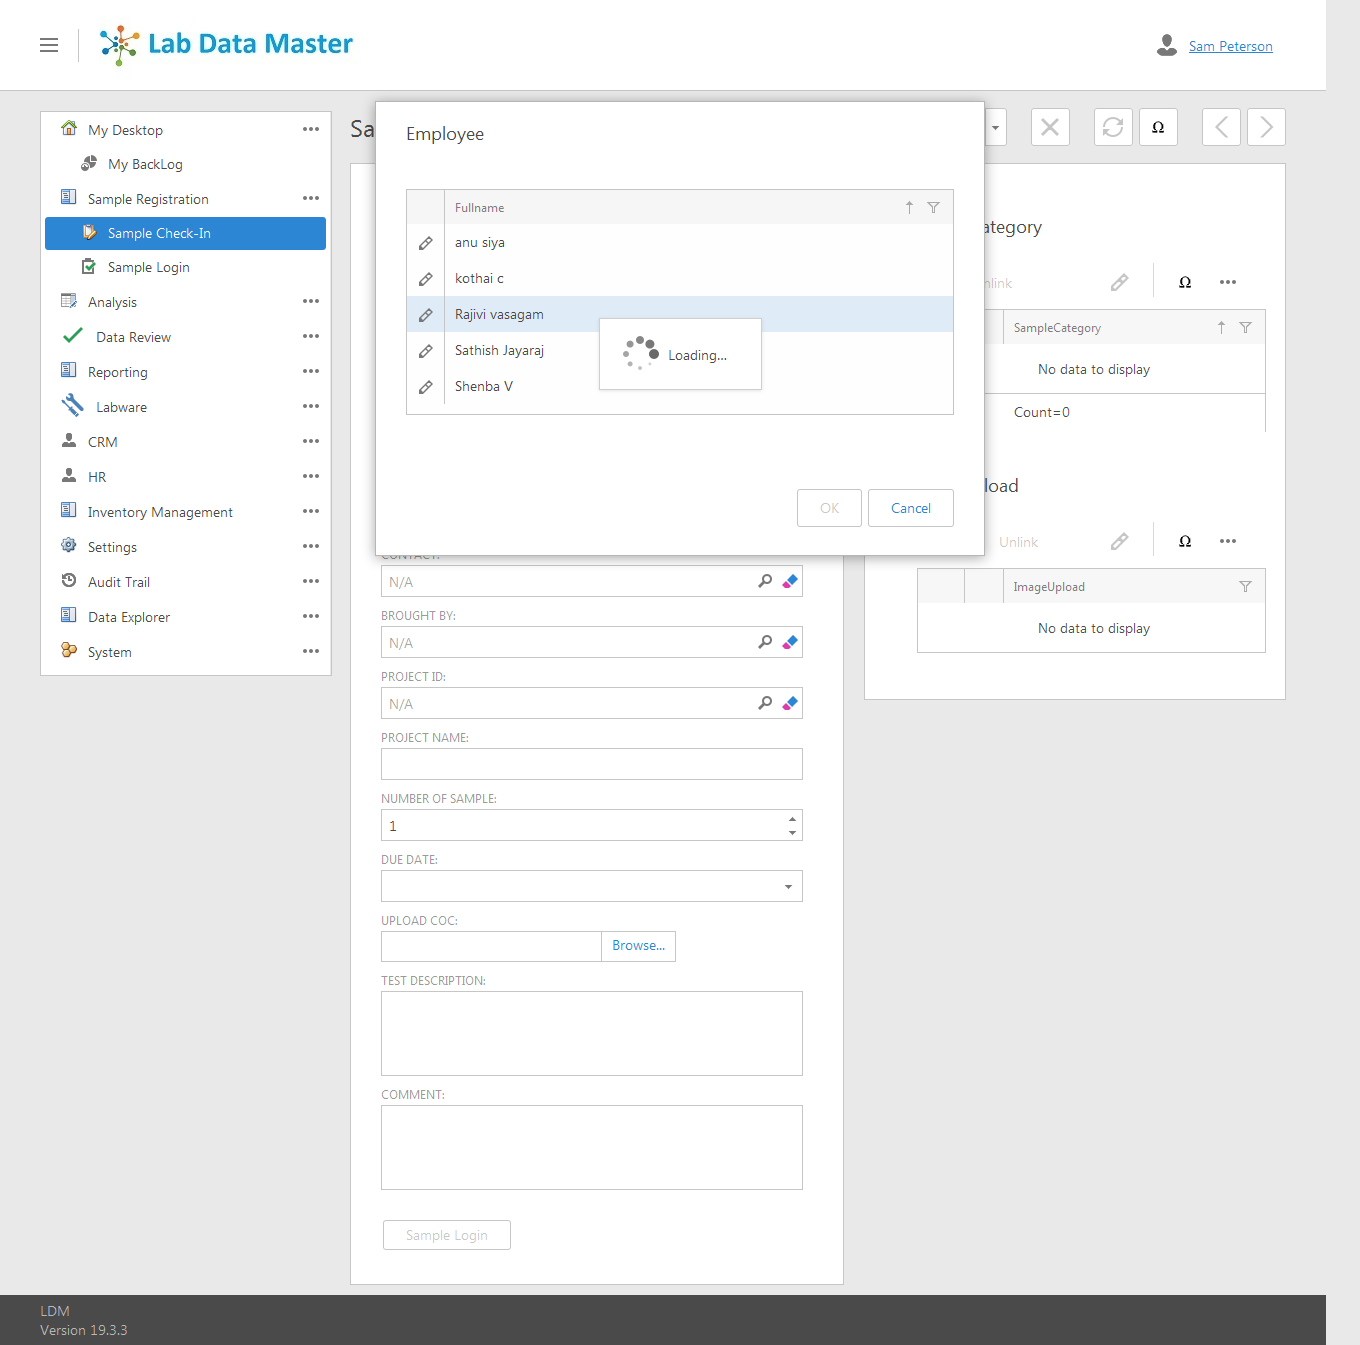 Lab Data Master
Sam Peterson
My Desktop
My BackLog
Sample Registration
Sample Check-In
Sample Login
Analysis
Data Review
Reporting
Labware
CRM
HR
Inventory Management
Settings
Audit Trail
Data Explorer
System
Sa
Employee
Fullname
anu siya
kothai c
Rajivi vasagam
Sathish Jayaraj
Shenba V
Loading...
OK
Cancel
CONTACT:
N/A
BROUGHT BY:
N/A
PROJECT ID:
N/A
PROJECT NAME:
NUMBER OF SAMPLE:
1
DUE DATE:
UPLOAD COC:
Browse...
TEST DESCRIPTION:
COMMENT:
Sample Login
Ω
ategory
nlink
Ω
SampleCategory
No data to display
Count=0
load
Unlink
Ω
ImageUpload
No data to display
LDM
Version 19.3.3